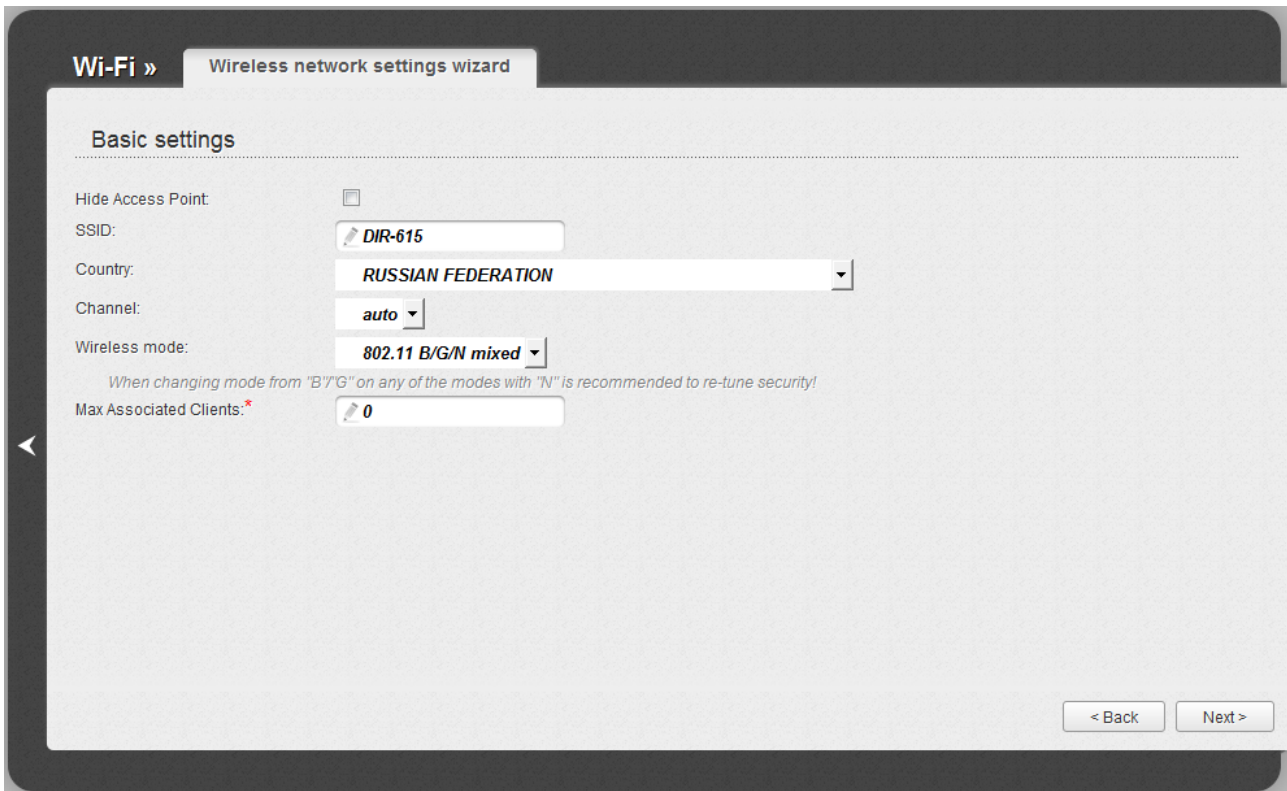 Wi-Fi »
Wireless network settings wizard
Basic settings
Hide Access Point:
SSID: DIR-615
Country: RUSSIAN FEDERATION
Channel: auto
Wireless mode: 802.11 B/G/N mixed
When changing mode from "B"/"G" on any of the modes with "N" is recommended to re-tune security!
Max Associated Clients:* 0
< Back
Next >